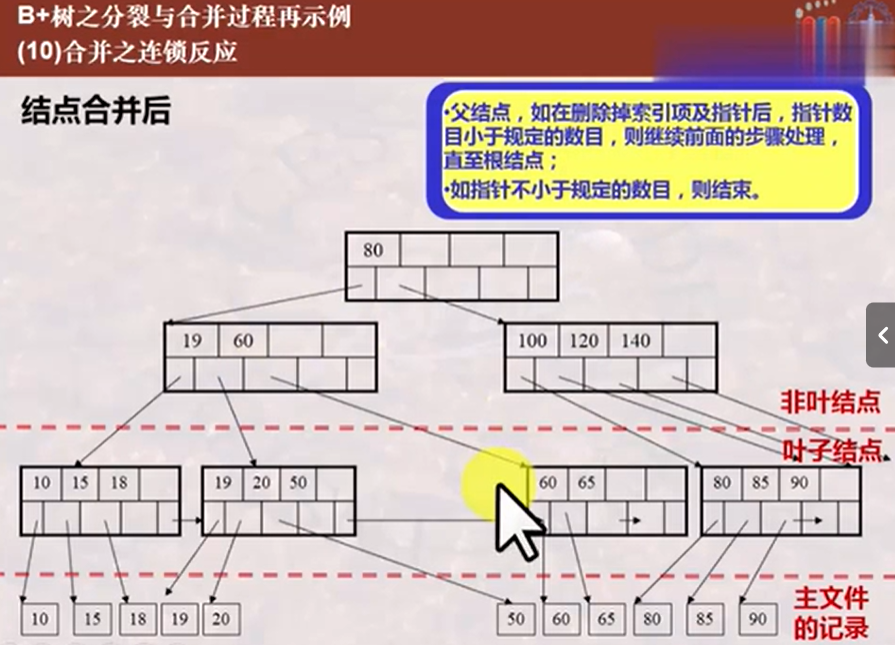 B+树之分裂与合并过程再示例
(10)合并之连锁反应
结点合并后
•父结点，如在删除掉索引项及指针后，指针数
目小于规定的数目，则继续前面的步骤处理，
直至根结点；
•如指针不小于规定的数目，则结束。
80
19 60
100 120 140
非叶结点
叶子结点
10 15 18
19 20 50
60 65
80 85 90
10 15 18 19 20 50 60 65 80 85 90
主文件
的记录